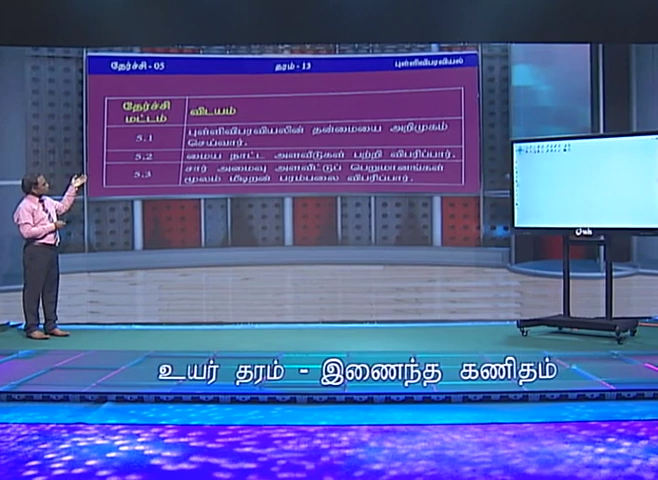 தேர்ச்சி - 05 தரம் - 13 புள்ளிவிபரவியல்
தேர்ச்சி மட்டம் விடயம்
5.1 புள்ளிவிபரவியலின் தன்மையை அறிமுகம்
செய்வார்.
5.2 மைய நாட்ட அளவீடுகள் பற்றி விபரிப்பார்.
5.3 சார் அமைவு அளவீட்டுப் பெறுமானங்கள்
மூலம் மீடிறன் பரம்பலை விபரிப்பார்.
உயர் தரம் - இணைந்த கணிதம்